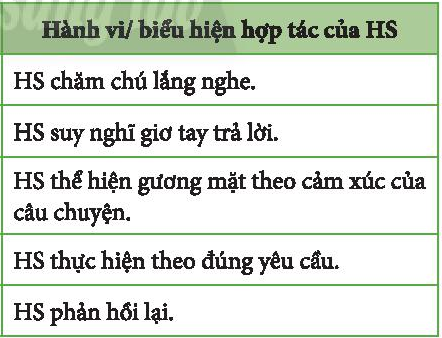 Hành vi/ biểu hiện hợp tác của HS
HS chăm chú lắng nghe.
HS suy nghĩ giơ tay trả lời.
HS thể hiện gương mặt theo cảm xúc của
câu chuyện.
HS thực hiện theo đúng yêu cầu.
HS phản hồi lại.